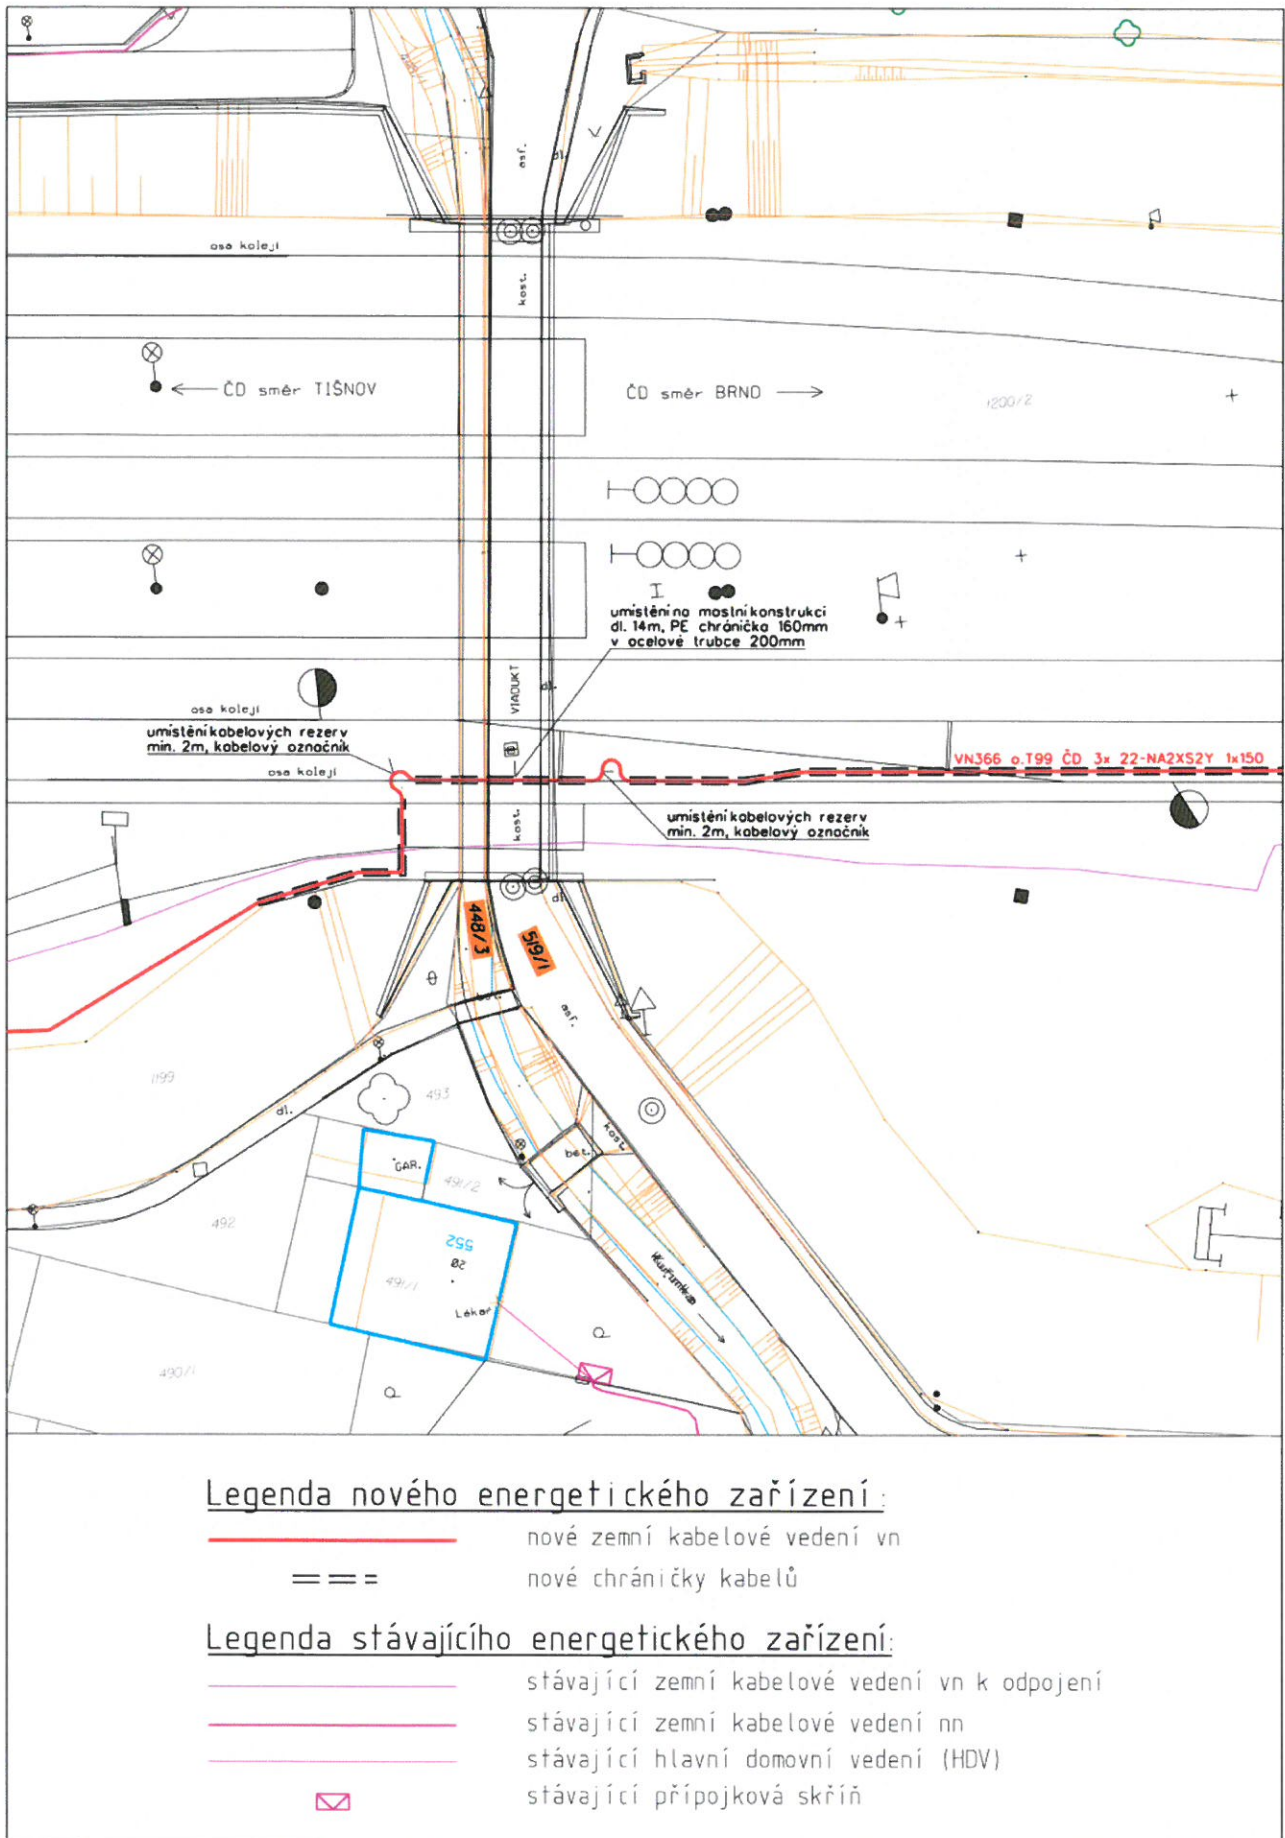 asf.
dl.
osa kolejí
kost.
ČD směr TIŠNOV
ČD směr BRNO
1200/2
umístění na mostní konstrukci
dl. 14m, PE chránička 160mm
v ocelové trubce 200mm
VIADUKT
dl.
osa kolejí
umístění kabelových rezerv
min. 2m, kabelový označník
osa kolejí
VN366 o.T99 ČD 3x 22-NA2XS2Y 1x150
umístění kabelových rezerv
min. 2m, kabelový označník
kost.
dl.
448/3
519/1
bet.
asf.
1199
493
dl.
kost.
bet.
GAR.
491/2
492
552
20
491/1
Lékař
490/1
Legenda nového energetického zařízení:
nové zemní kabelové vedení vn
nové chráničky kabelů
Legenda stávajícího energetického zařízení:
stávající zemní kabelové vedení vn k odpojení
stávající zemní kabelové vedení nn
stávající hlavní domovní vedení (HDV)
stávající přípojková skříň